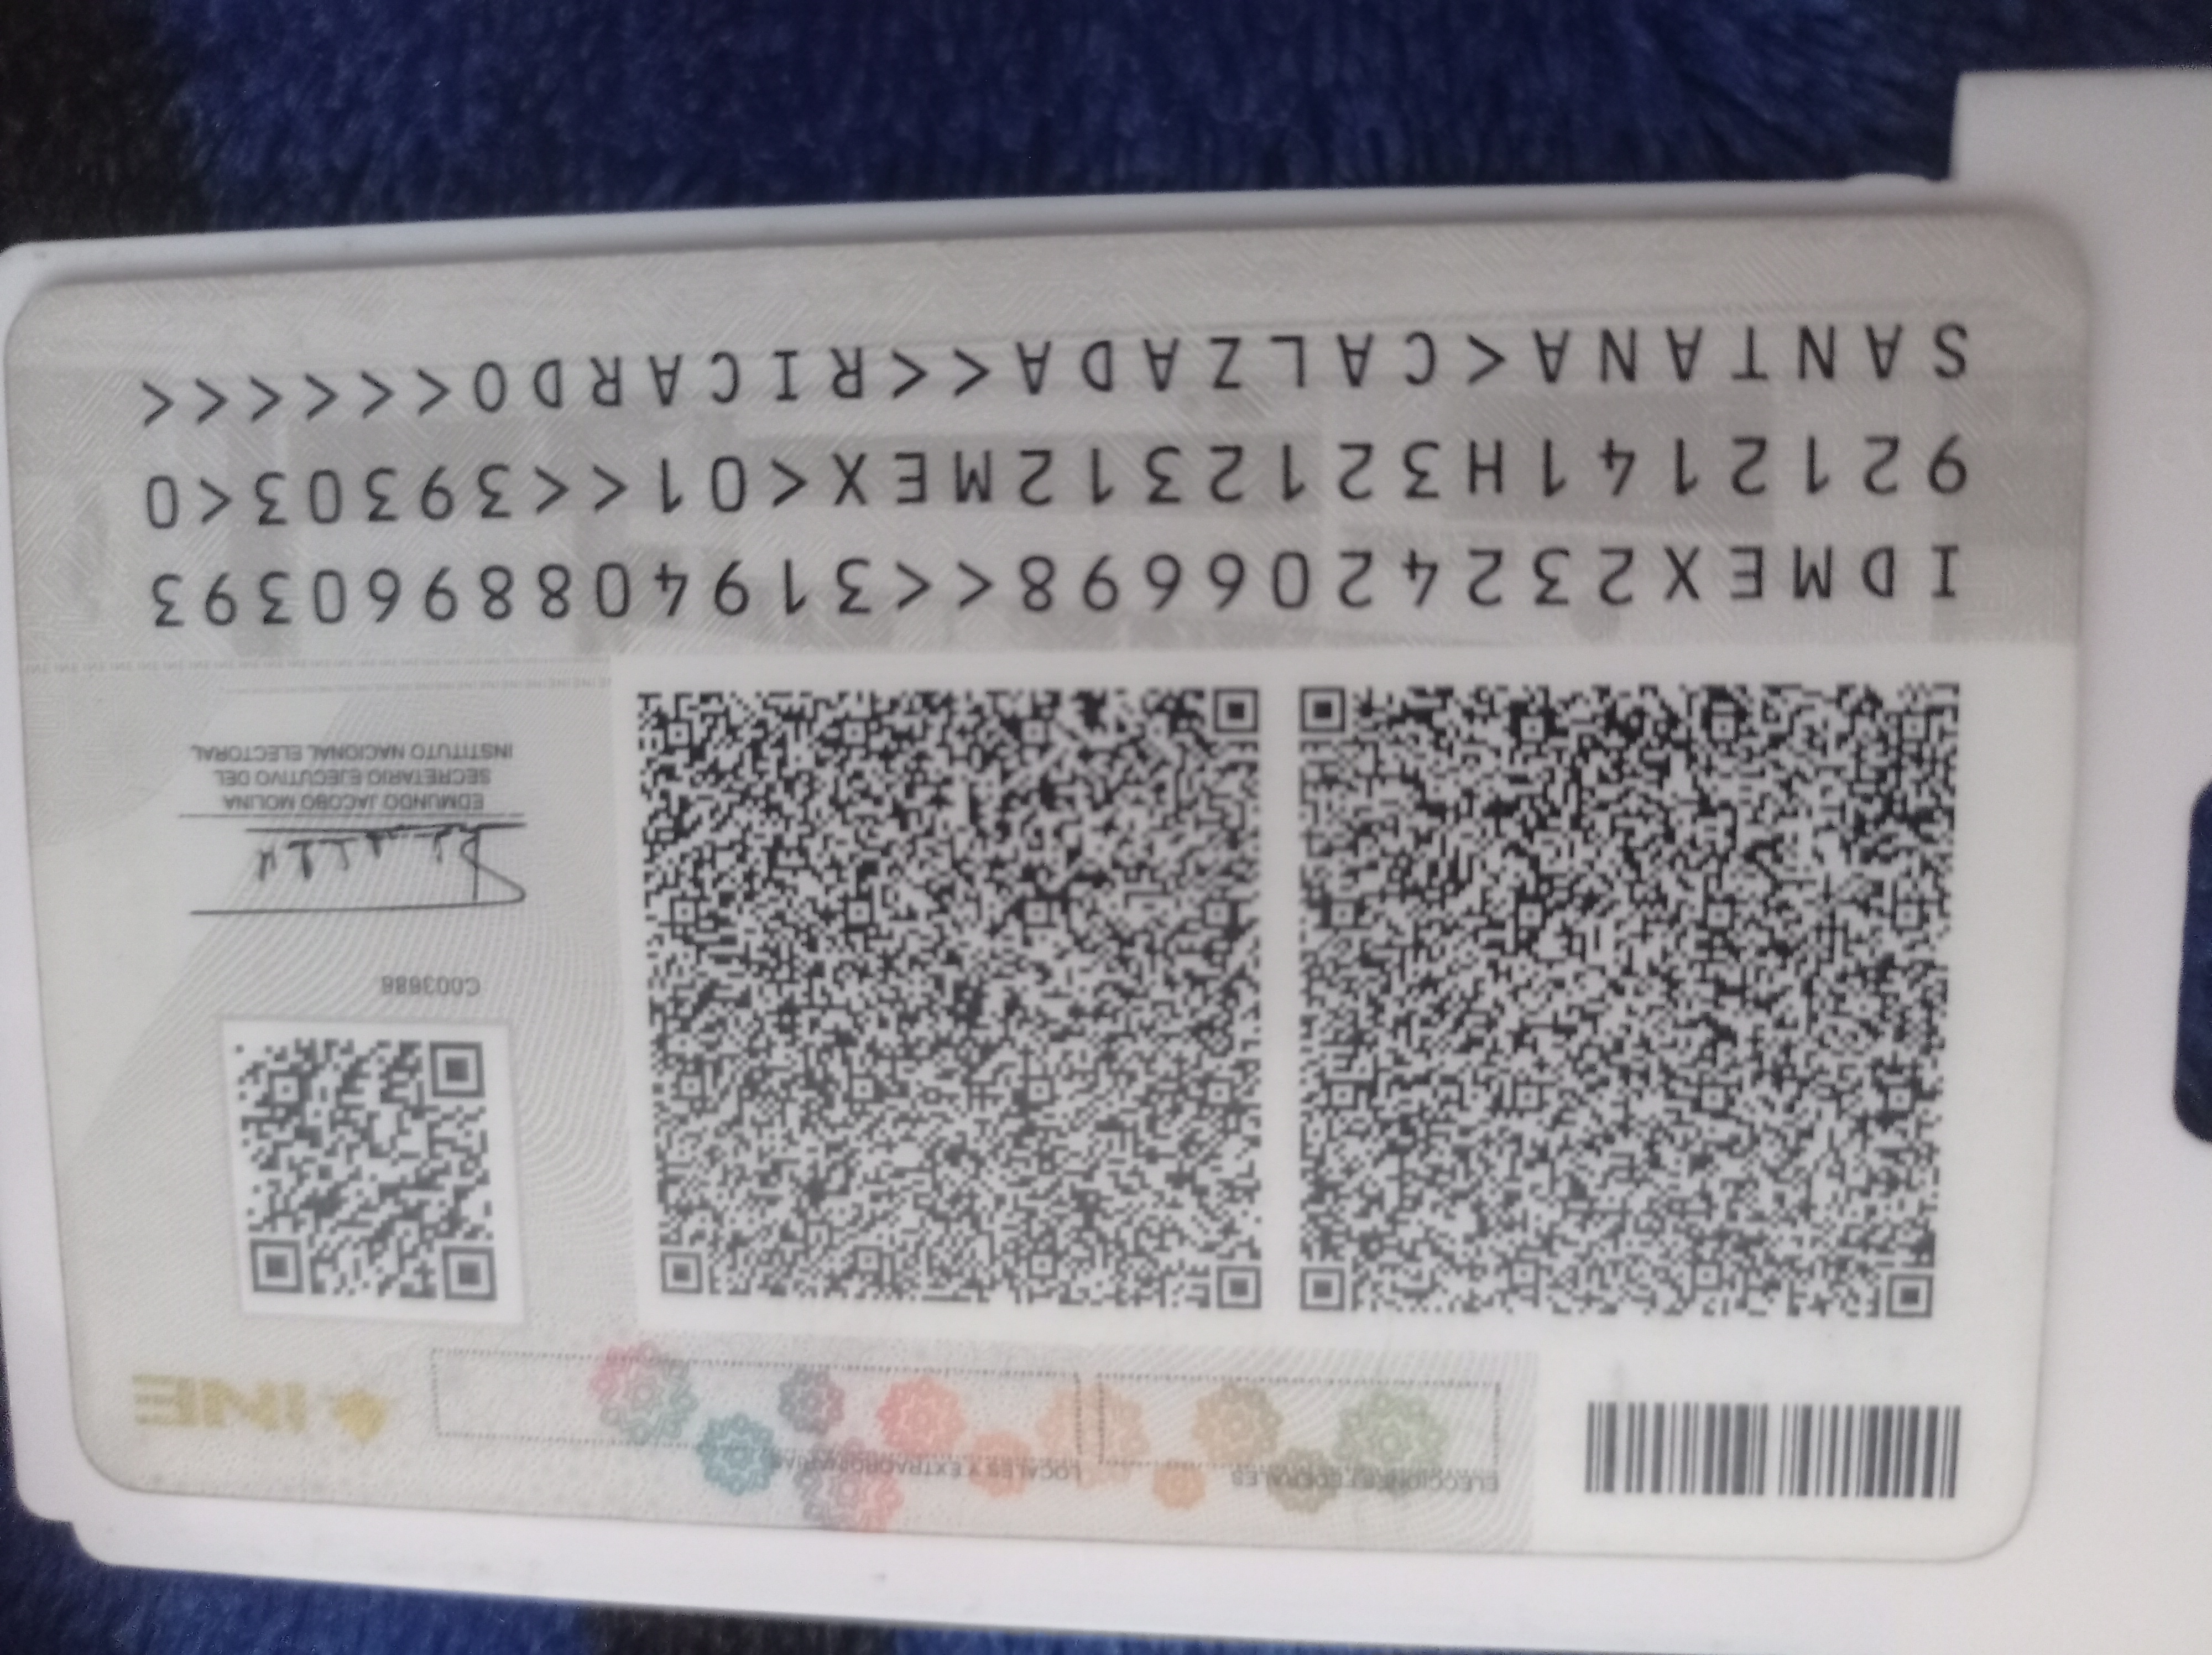 ELECCIONES FEDERALES
LOCALES Y EXTRAORDINARIAS
INE
EDMUNDO JACOBO MOLINA
SECRETARIO EJECUTIVO DEL
INSTITUTO NACIONAL ELECTORAL
IDMEX2324206698<<3194088960393
9212141H3212312MEX<01<<39303<0
SANTANA<CALZADA<<RICARDO<<<<<<